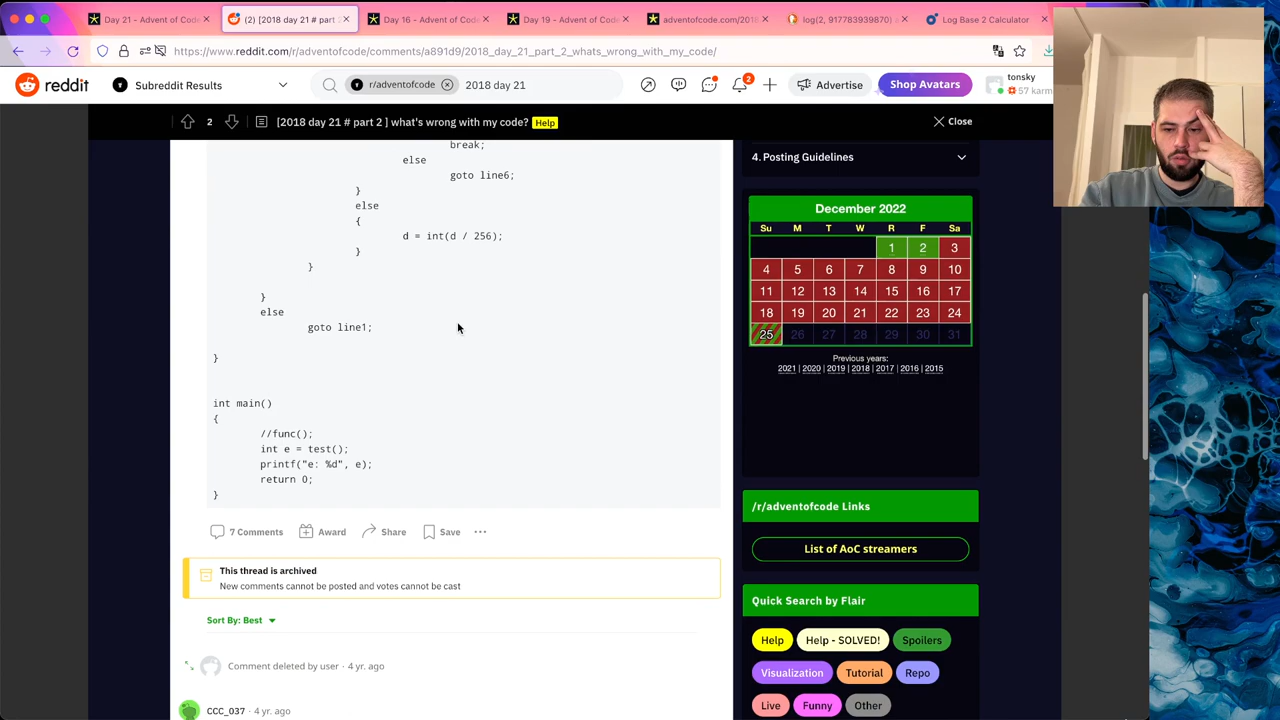 Day 21 - Advent of Code
(2) [2018 day 21 # part 2
Day 16 - Advent of Code
Day 19 - Advent of Code
adventofcode.com/2018
log(2, 917783939870)
Log Base 2 Calculator
https://www.reddit.com/r/adventofcode/comments/a891d9/2018_day_21_part_2_whats_wrong_with_my_code/
reddit
Subreddit Results
r/adventofcode
2018 day 21
2
Advertise
Shop Avatars
tonsky
57 karm
2
[2018 day 21 # part 2 ] what's wrong with my code?
Help
Close
break;
else
goto line6;
}
else
{
d = int(d / 256);
}
}
}
else
goto line1;
}
int main()
{
//func();
int e = test();
printf("e: %d", e);
return 0;
}
7 Comments
Award
Share
Save
This thread is archived
New comments cannot be posted and votes cannot be cast
Sort By: Best
Comment deleted by user · 4 yr. ago
CCC_037 · 4 yr. ago
4. Posting Guidelines
December 2022
Su M T W R F Sa
1 2 3
4 5 6 7 8 9 10
11 12 13 14 15 16 17
18 19 20 21 22 23 24
25 26 27 28 29 30 31
Previous years:
2021 | 2020 | 2019 | 2018 | 2017 | 2016 | 2015
/r/adventofcode Links
List of AoC streamers
Quick Search by Flair
Help
Help - SOLVED!
Spoilers
Visualization
Tutorial
Repo
Live
Funny
Other